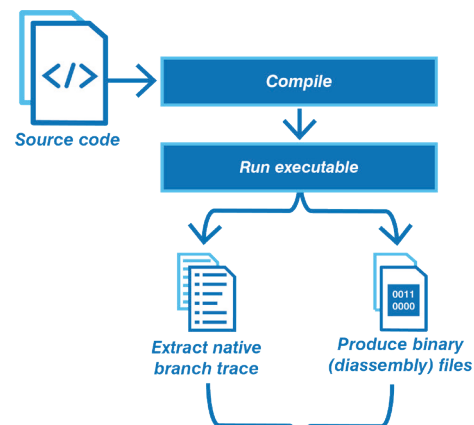 </>
Source code
Compile
Run executable
0011
0000
Extract native
branch trace
Produce binary
(diassembly) files